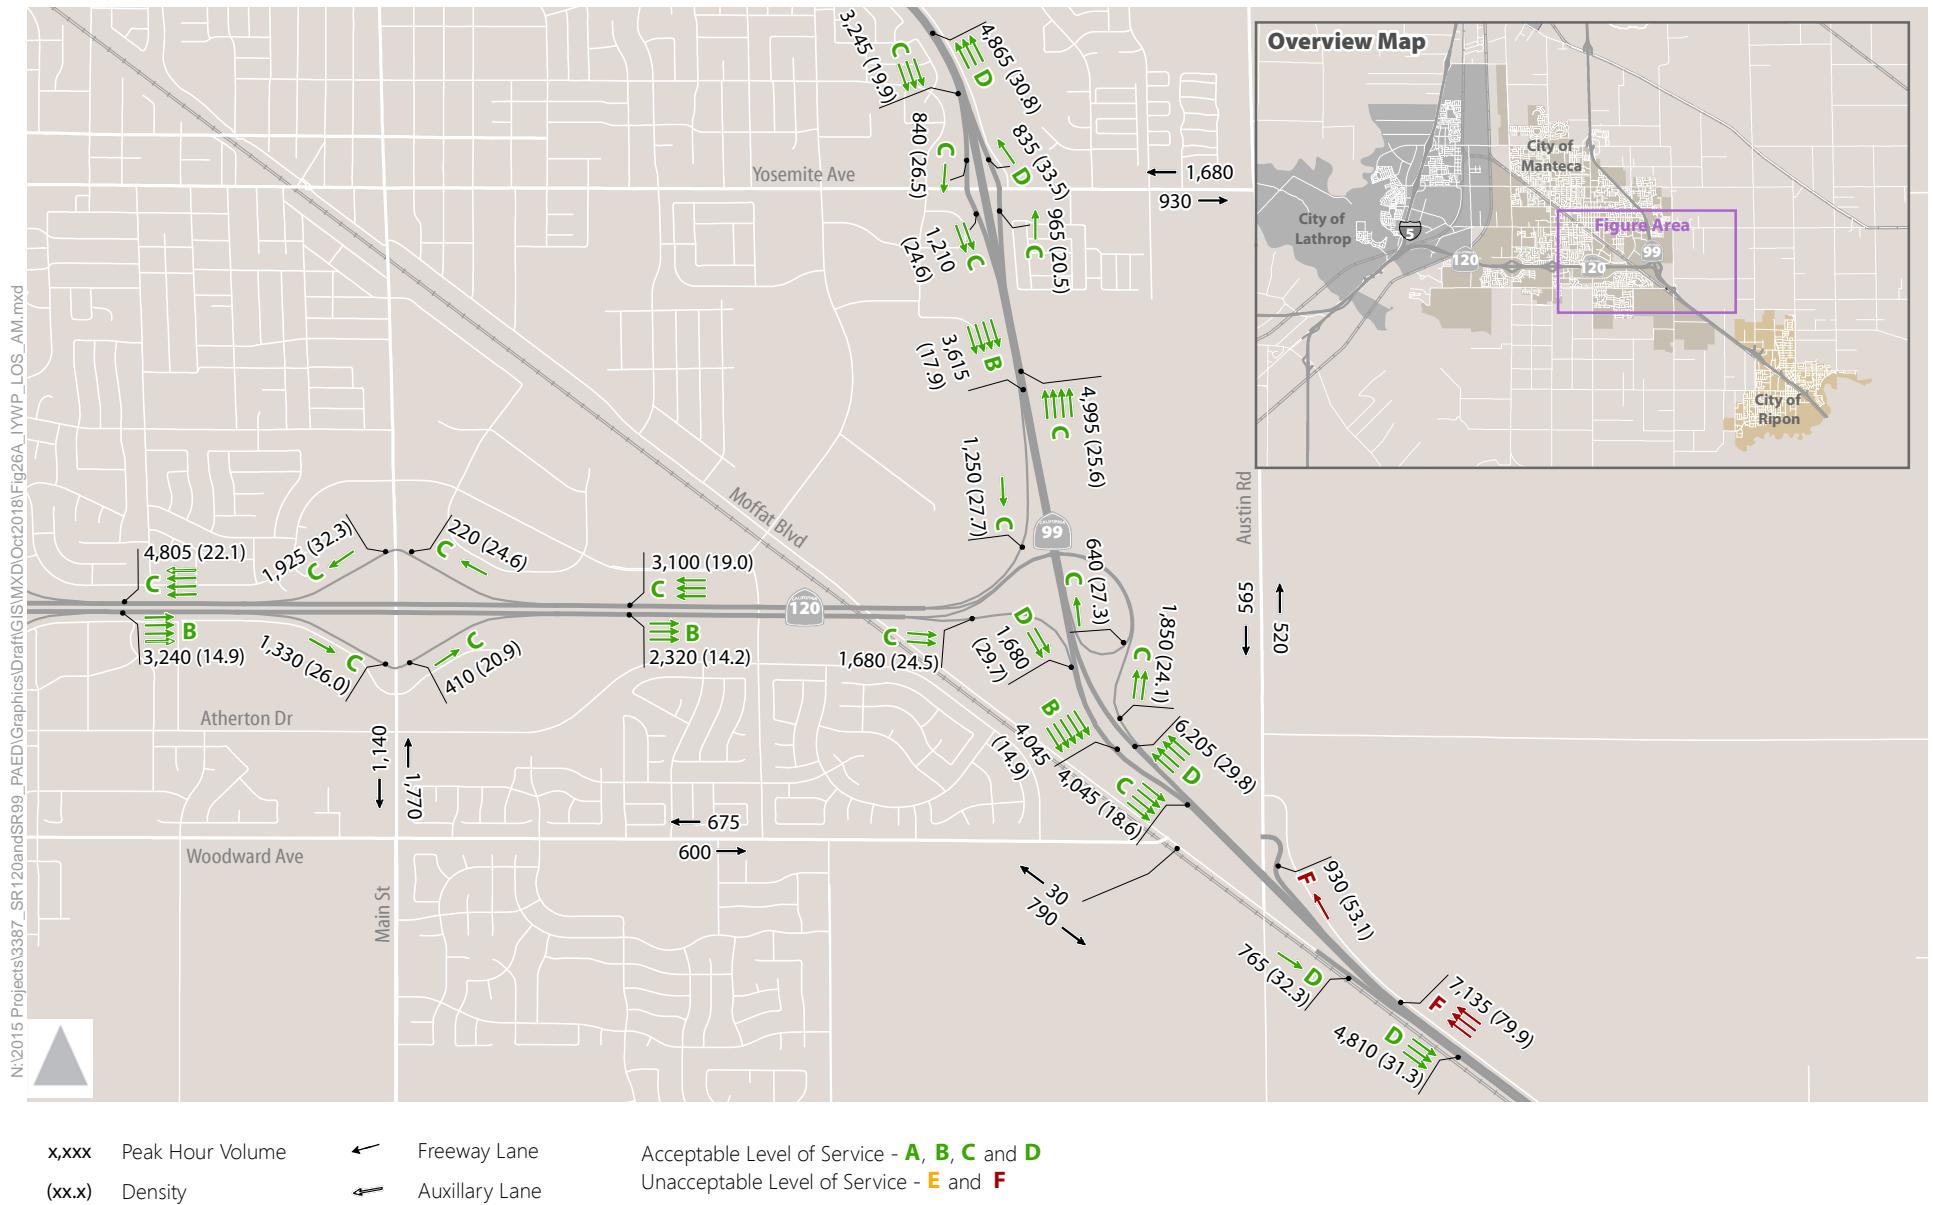 N:\2015 Projects\3387_SR120andSR99_PAED\Graphics\Draft\GIS\MXD\Oct2018\Fig26A_IYWP_LOS_AM.mxd
3,245 (19.9)
C
4,865 (30.8)
D
840 (26.5)
C
835 (33.5)
D
Yosemite Ave
1,680
930
1,210
(24.6)
C
965 (20.5)
C
3,615
(17.9)
B
4,995 (25.6)
C
1,250 (27.7)
C
Moffat Blvd
CALIFORNIA
99
Austin Rd
595
520
4,805 (22.1)
C
B
3,240 (14.9)
1,925 (32.3)
C
220 (24.6)
C
1,330 (26.0)
C
410 (20.9)
C
3,100 (19.0)
C
B
2,320 (14.2)
CALIFORNIA
120
C
1,680 (24.5)
D
1,680
(29.7)
640 (27.3)
C
1,850 (24.1)
C
B
4,045
(14.9)
6,205 (29.8)
D
C
4,045 (18.6)
Atherton Dr
1,140
1,770
675
600
Woodward Ave
Main St
30
790
930 (53.1)
F
765 (32.3)
D
7,135 (79.9)
F
4,810 (31.3)
D
Overview Map
City of
Manteca
City of
Lathrop
5
120
Figure Area
99
120
City of
Ripon
x,xxx Peak Hour Volume
(xx.x) Density
Freeway Lane
Auxillary Lane
Acceptable Level of Service - A, B, C and D
Unacceptable Level of Service - E and F